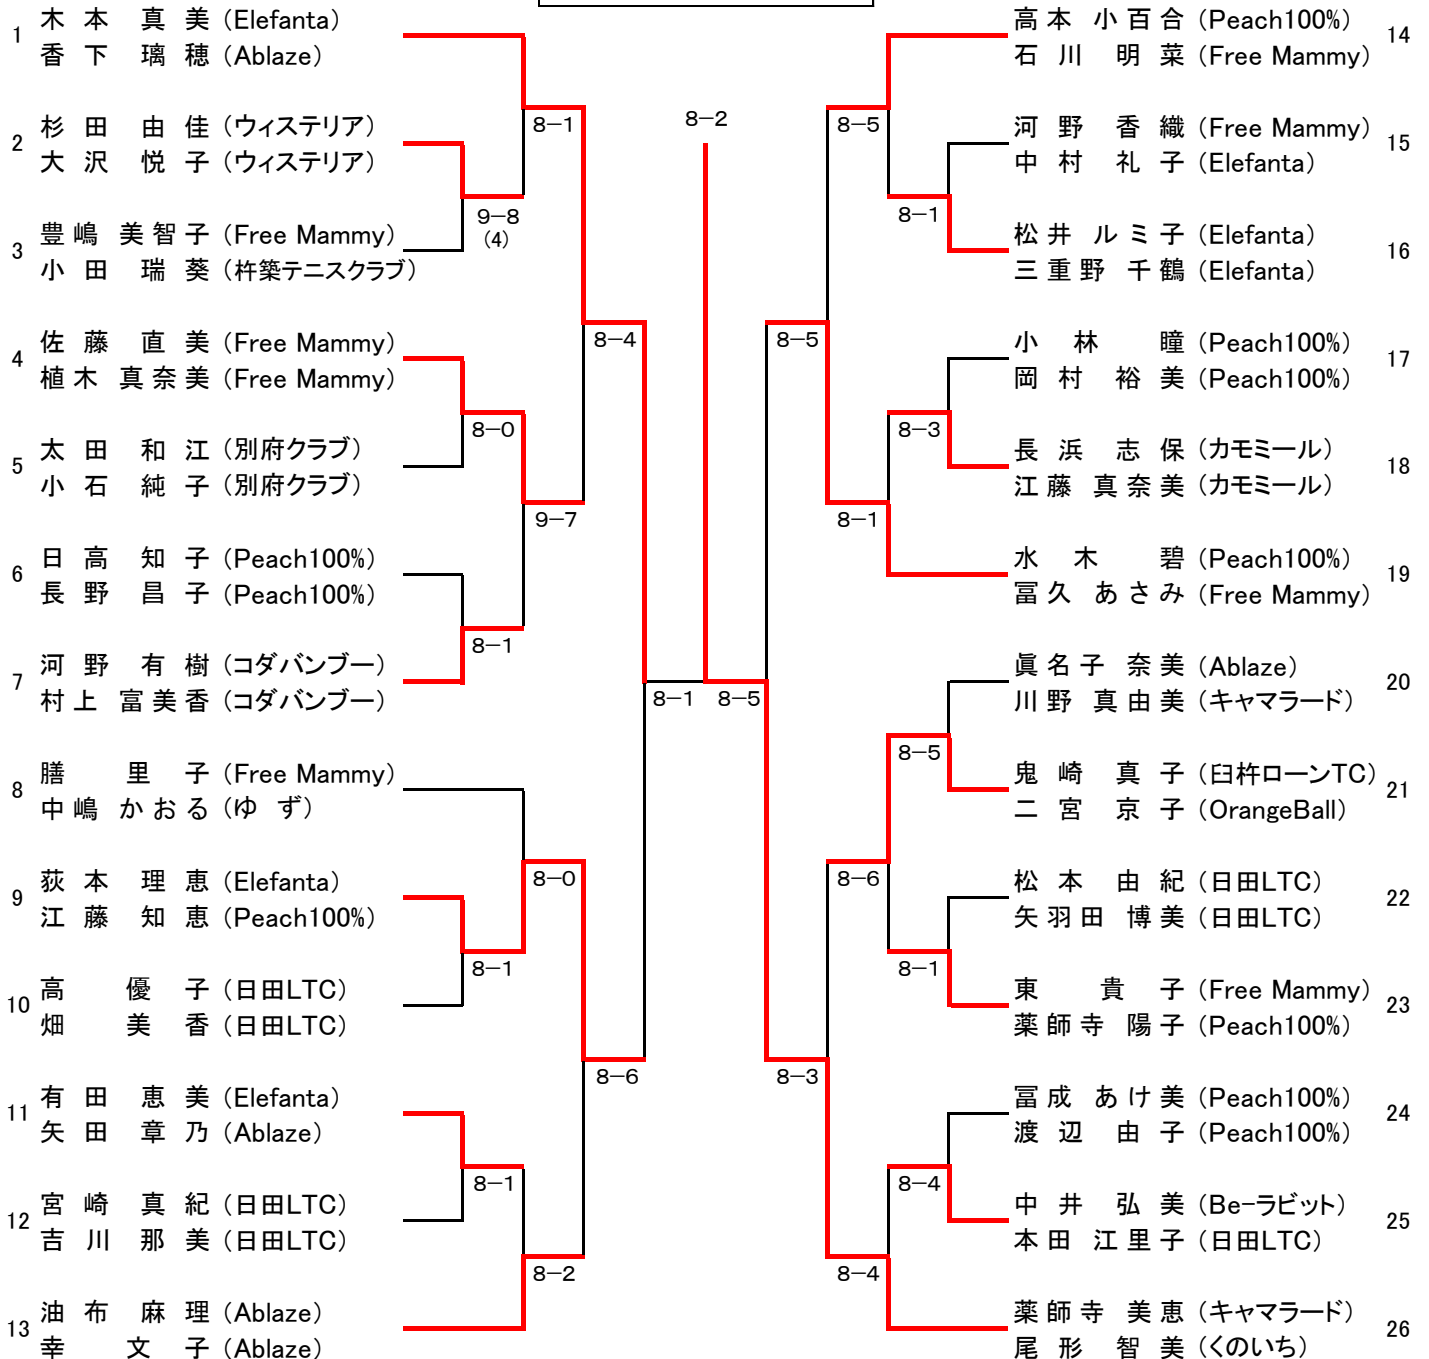 1 木本 真美 (Elefanta)
香下 璃穂 (Ablaze)
2 杉田 由佳 (ウィステリア)
大沢 悦子 (ウィステリア)
3 豊嶋 美智子 (Free Mammy)
小田 瑞葵 (杵築テニスクラブ)
4 佐藤 直美 (Free Mammy)
植木 真奈美 (Free Mammy)
5 太田 和江 (別府クラブ)
小石 純子 (別府クラブ)
6 日高 知子 (Peach100%)
長野 昌子 (Peach100%)
7 河野 有樹 (コダバンブー)
村上 富美香 (コダバンブー)
8 膳 里子 (Free Mammy)
中嶋 かおる (ゆ ず)
9 荻本 理恵 (Elefanta)
江藤 知恵 (Peach100%)
10 高 優子 (日田LTC)
畑 美香 (日田LTC)
11 有田 恵美 (Elefanta)
矢田 章乃 (Ablaze)
12 宮崎 真紀 (日田LTC)
吉川 那美 (日田LTC)
13 油布 麻理 (Ablaze)
幸 文子 (Ablaze)
8-1
9-8
(4)
8-4
8-0
9-7
8-1
8-0
8-1
8-6
8-1
8-2
8-2
8-1 8-5
8-5
8-1
8-5
8-3
8-1
8-5
8-6
8-1
8-3
8-4
8-4
高本 小百合 (Peach100%) 14
石川 明菜 (Free Mammy)
河野 香織 (Free Mammy) 15
中村 礼子 (Elefanta)
松井 ルミ子 (Elefanta) 16
三重野 千鶴 (Elefanta)
小林 瞳 (Peach100%) 17
岡村 裕美 (Peach100%)
長浜 志保 (カモミール) 18
江藤 真奈美 (カモミール)
水木 碧 (Peach100%) 19
冨久 あさみ (Free Mammy)
眞名子 奈美 (Ablaze) 20
川野 真由美 (キャマラード)
鬼崎 真子 (臼杵ローンTC) 21
二宮 京子 (OrangeBall)
松本 由紀 (日田LTC) 22
矢羽田 博美 (日田LTC)
東 貴子 (Free Mammy) 23
薬師寺 陽子 (Peach100%)
冨成 あけ美 (Peach100%) 24
渡辺 由子 (Peach100%)
中井 弘美 (Be-ラビット) 25
本田 江里子 (日田LTC)
薬師寺 美恵 (キャマラード) 26
尾形 智美 (くのいち)